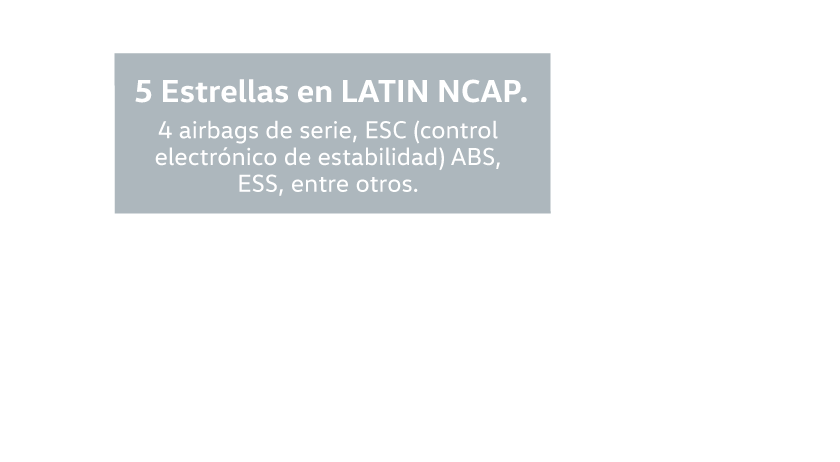 5 Estrellas en LATIN NCAP.
4 airbags de serie, ESC (control
electrónico de estabilidad) ABS,
ESS, entre otros.